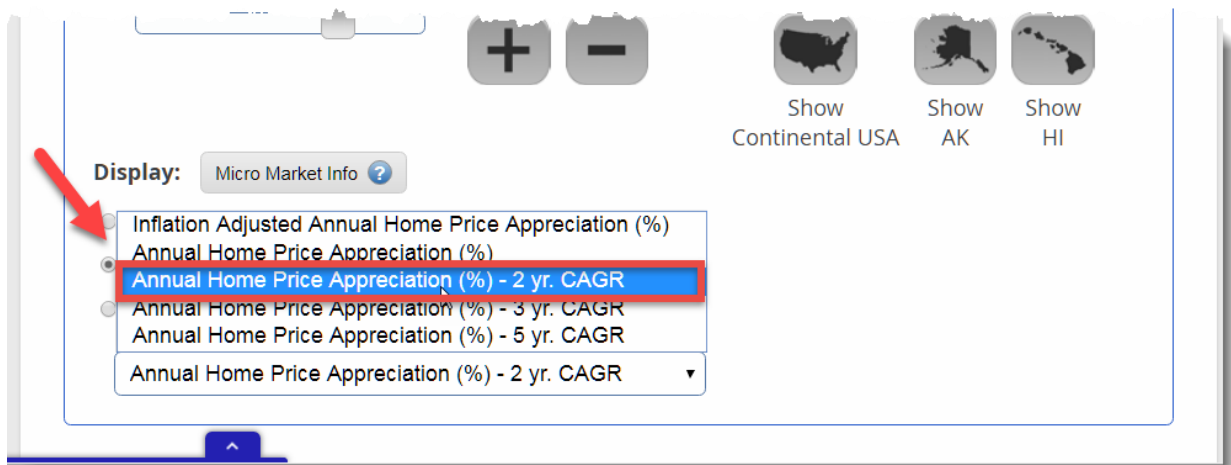 Show
Continental USA
Show
AK
Show
HI
Display:
Micro Market Info ?
Inflation Adjusted Annual Home Price Appreciation (%)
Annual Home Price Appreciation (%)
Annual Home Price Appreciation (%) - 2 yr. CAGR
Annual Home Price Appreciation (%) - 3 yr. CAGR
Annual Home Price Appreciation (%) - 5 yr. CAGR
Annual Home Price Appreciation (%) - 2 yr. CAGR